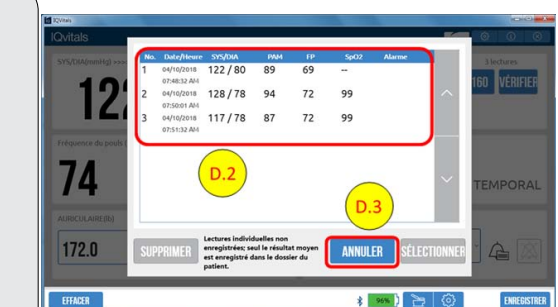 IQvitals
IQvitals
SYS/DIA(mmHg)
3 lectures
No. Date/Heure SYS/DIA PAM FP SpO2 Alarme
1 04/10/2018 122 / 80 89 69 --
07:48:32 AM
2 04/10/2018 128 / 78 94 72 99
07:50:01 AM
3 04/10/2018 117 / 78 87 72 99
07:51:32 AM
160 VÉRIFIER
Fréquence du pouls
74
D.2
D.3
TEMPORAL
172.0
SUPPRIMER
Lectures individuelles non
enregistrées; seul le résultat moyen
est enregistré dans le dossier du
patient.
ANNULER
SÉLECTIONNER
EFFACER
96%
ENREGISTRER